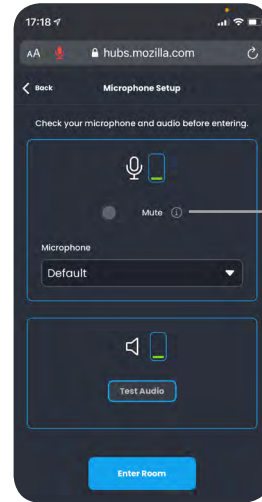 17:18
AA hubs.mozilla.com
Back Microphone Setup
Check your microphone and audio before entering.
Mute
Microphone
Default
Test Audio
Enter Room